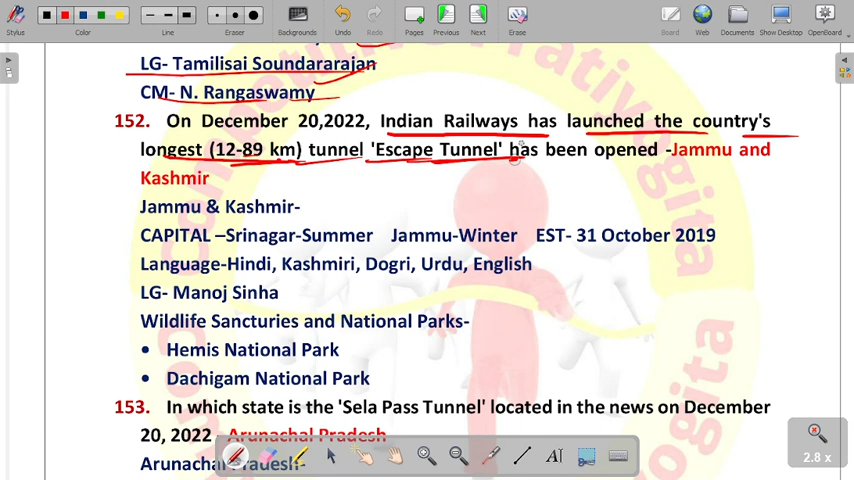 Stylus
Color
Line
Eraser
Backgrounds
Undo
Redo
Pages
Previous
Next
Erase
Board
Web
Documents
Show Desktop
OpenBoard
LG- Tamilisai Soundararajan
CM- N. Rangaswamy
152. On December 20,2022, Indian Railways has launched the country's
longest (12-89 km) tunnel 'Escape Tunnel' has been opened -Jammu and
Kashmir
Jammu & Kashmir-
CAPITAL –Srinagar-Summer Jammu-Winter EST- 31 October 2019
Language-Hindi, Kashmiri, Dogri, Urdu, English
LG- Manoj Sinha
Wildlife Sancturies and National Parks-
• Hemis National Park
• Dachigam National Park
153. In which state is the 'Sela Pass Tunnel' located in the news on December
20, 2022 - Arunachal Pradesh
Arunachal Pradesh-
2.8 x